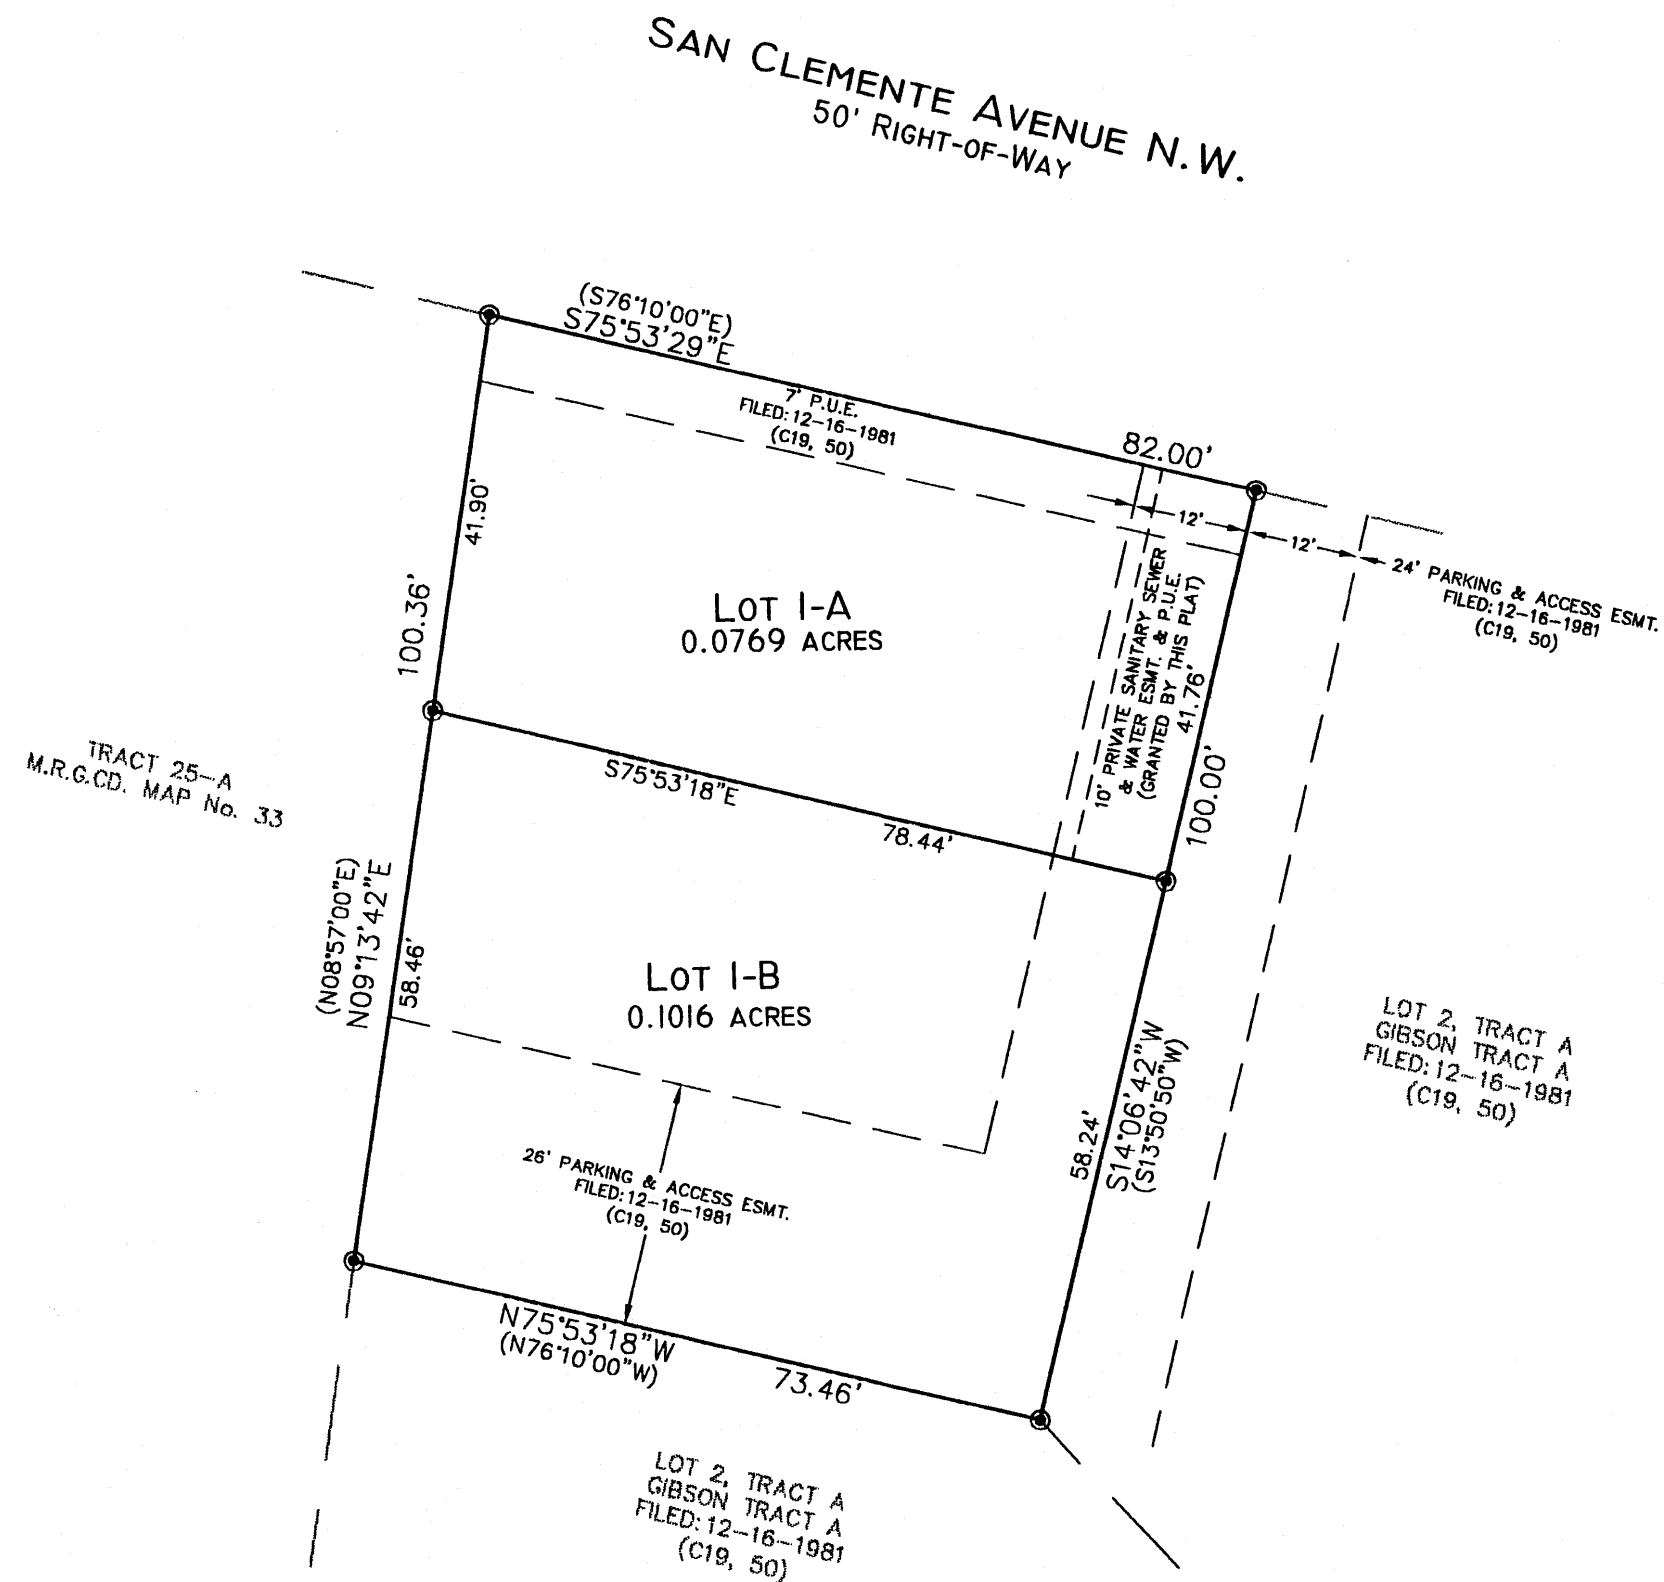 SAN CLEMENTE AVENUE N.W.
50' RIGHT-OF-WAY
(S76°10'00"E)
S75°53'29"E
82.00'
7' P.U.E.
FILED: 12-16-1981
(C19, 50)
12'
12'
24' PARKING & ACCESS ESMT.
FILED: 12-16-1981
(C19, 50)
41.90'
100.36'
LOT 1-A
0.0769 ACRES
10' PRIVATE SANITARY SEWER
& WATER ESMT. & P.U.E.
(GRANTED BY THIS PLAT)
41.76'
100.00'
TRACT 25-A
M.R.G.CD. MAP No. 33
S75°53'18"E
78.44'
(N08°57'00"E)
N09°13'42"E
58.46'
LOT 1-B
0.1016 ACRES
58.24'
S14°06'42"W
(S13°50'50"W)
LOT 2, TRACT A
GIBSON TRACT A
FILED: 12-16-1981
(C19, 50)
26' PARKING & ACCESS ESMT.
FILED: 12-16-1981
(C19, 50)
N75°53'18"W
(N76°10'00"W)
73.46'
LOT 2, TRACT A
GIBSON TRACT A
FILED: 12-16-1981
(C19, 50)